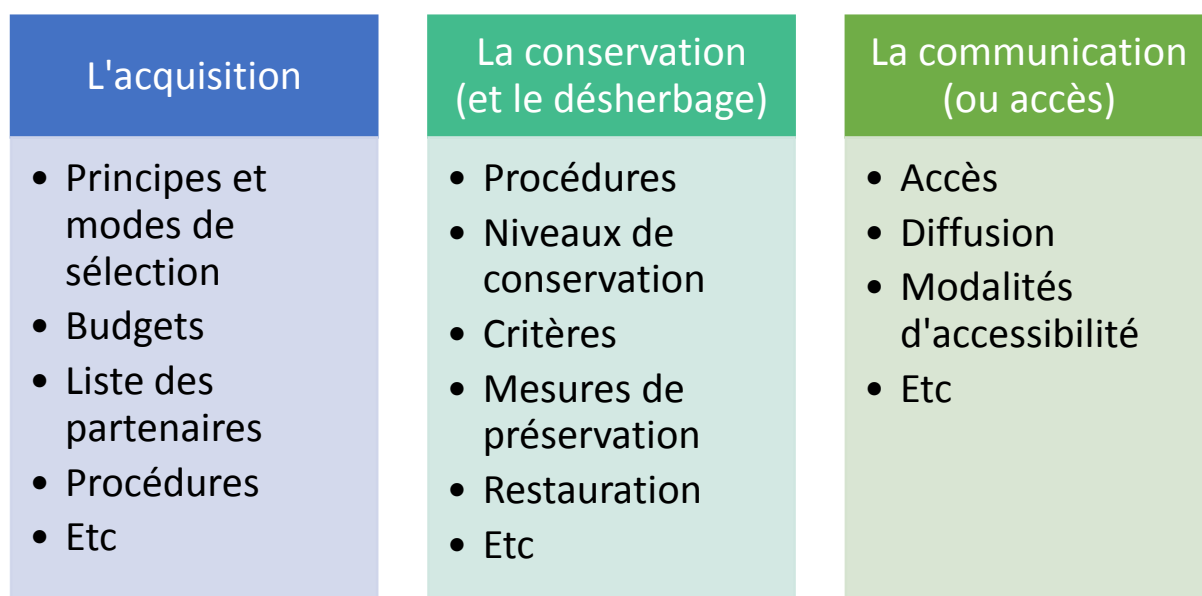 L'acquisition
• Principes et
modes de
sélection
• Budgets
• Liste des
partenaires
• Procédures
• Etc
La conservation
(et le désherbage)
• Procédures
• Niveaux de
conservation
• Critères
• Mesures de
préservation
• Restauration
• Etc
La communication
(ou accès)
• Accès
• Diffusion
• Modalités
d'accessibilité
• Etc